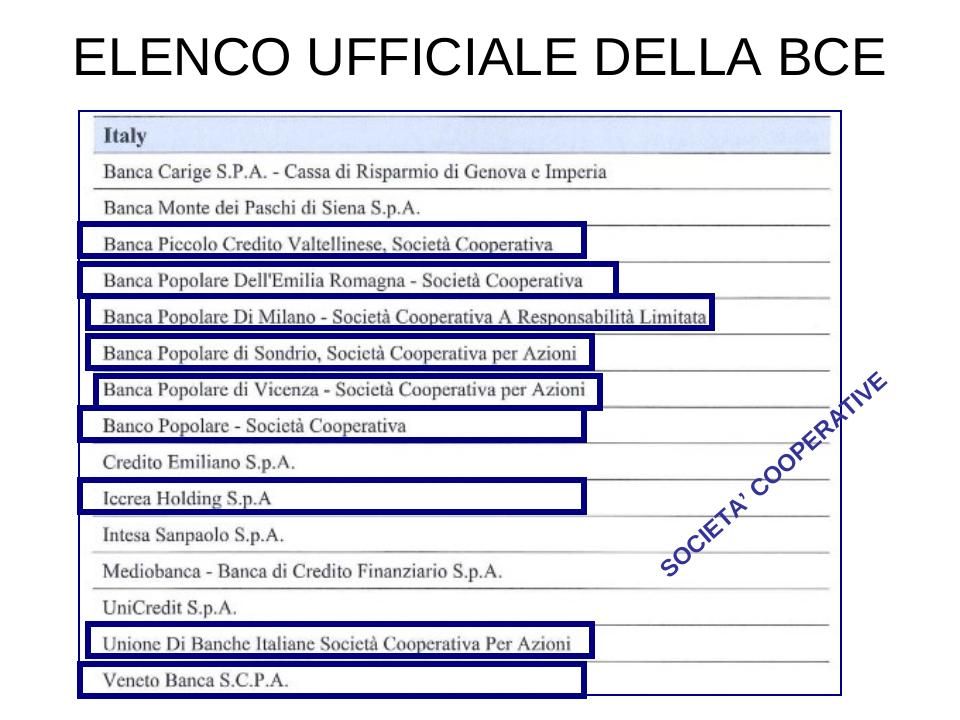 ELENCO UFFICIALE DELLA BCE
Italy
Banca Carige S.P.A. - Cassa di Risparmio di Genova e Imperia
Banca Monte dei Paschi di Siena S.p.A.
Banca Piccolo Credito Valtellinese, Società Cooperativa
Banca Popolare Dell'Emilia Romagna - Società Cooperativa
Banca Popolare Di Milano - Società Cooperativa A Responsabilità Limitata
Banca Popolare di Sondrio, Società Cooperativa per Azioni
Banca Popolare di Vicenza - Società Cooperativa per Azioni
Banco Popolare - Società Cooperativa
Credito Emiliano S.p.A.
Iccrea Holding S.p.A
Intesa Sanpaolo S.p.A.
Mediobanca - Banca di Credito Finanziario S.p.A.
UniCredit S.p.A.
Unione Di Banche Italiane Società Cooperativa Per Azioni
Veneto Banca S.C.P.A.
SOCIETA’ COOPERATIVE